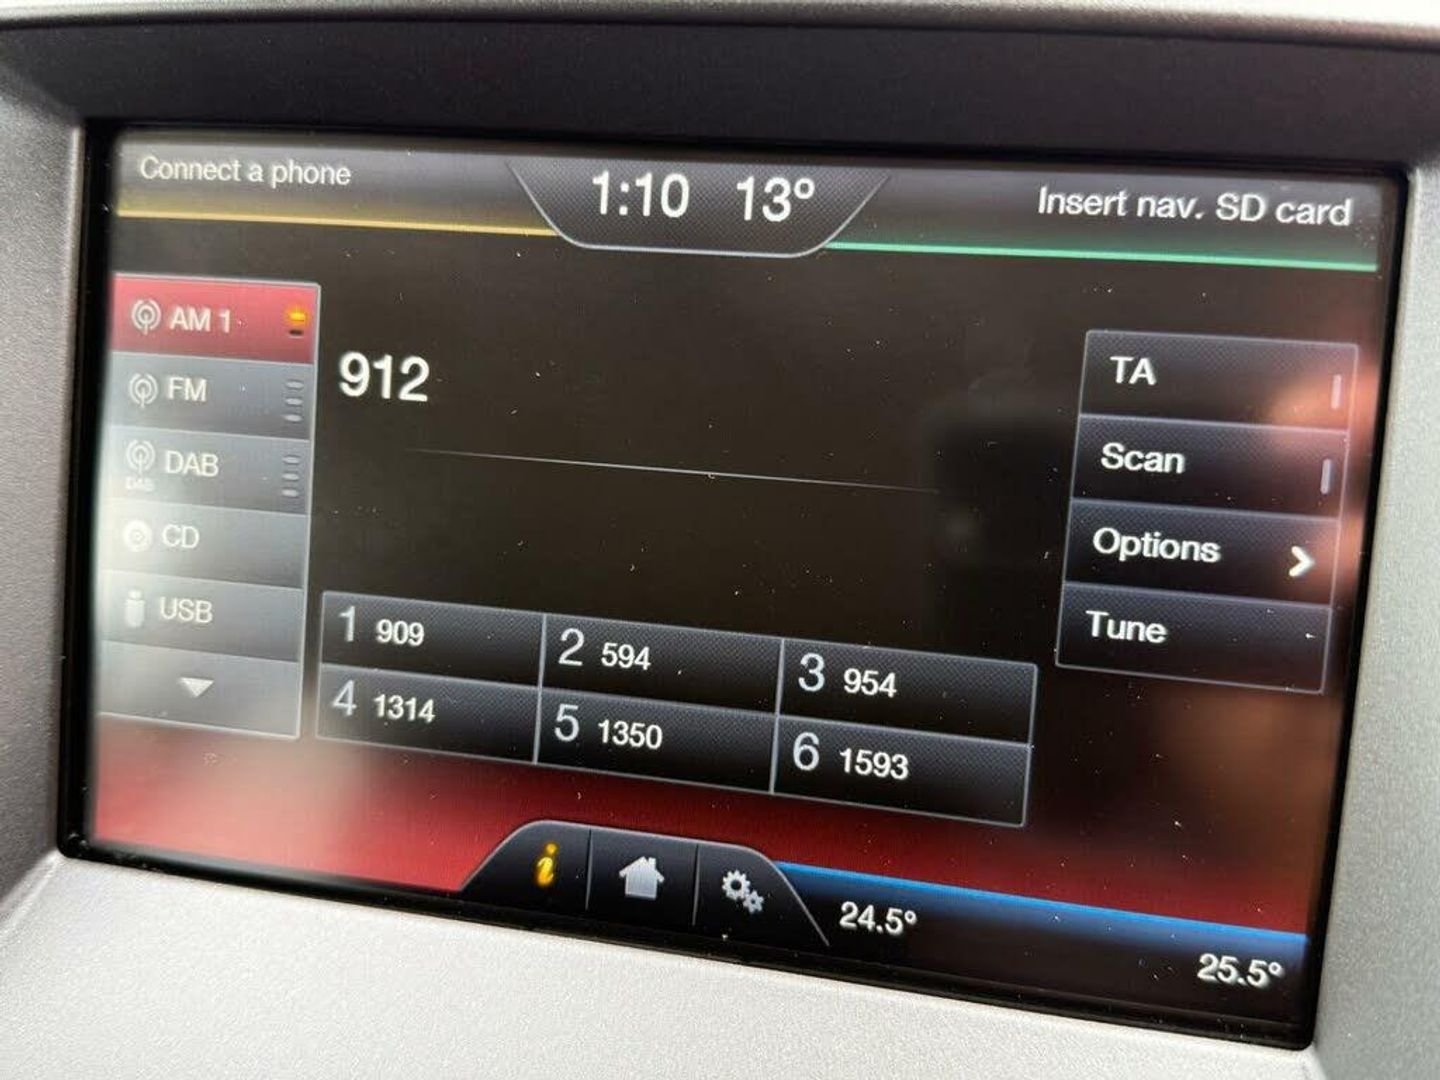 Connect a phone
1:10 13°
Insert nav. SD card
AM 1
FM
DAB
DAB
CD
USB
912
TA
Scan
Options
Tune
1 909
2 594
3 954
4 1314
5 1350
6 1593
i
24.5°
25.5°